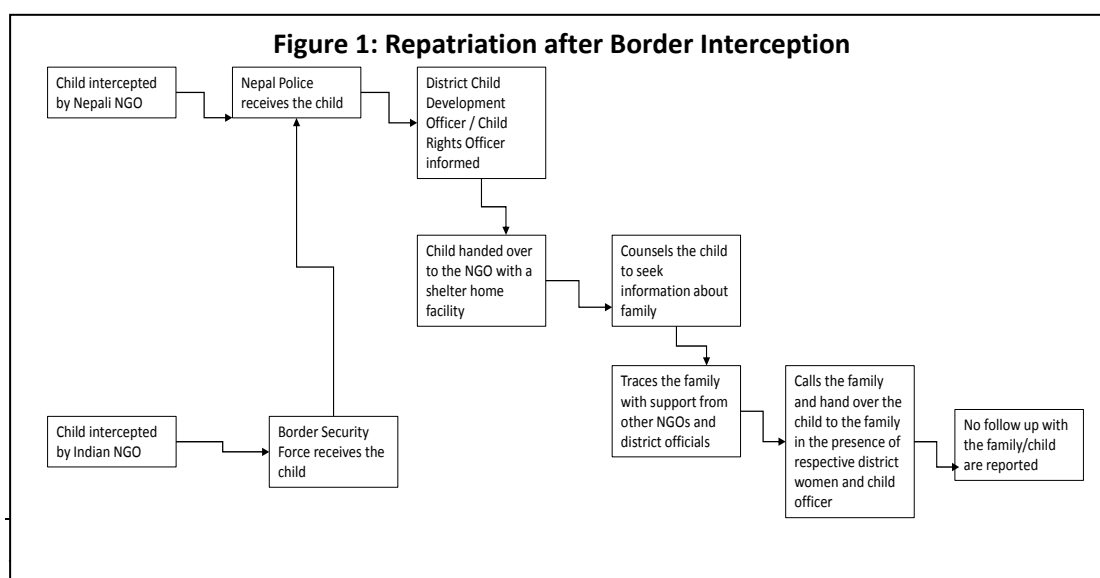 Figure 1: Repatriation after Border Interception
Child intercepted
by Nepali NGO
Nepal Police
receives the child
District Child
Development
Officer / Child
Rights Officer
informed
Child handed over
to the NGO with a
shelter home
facility
Counsels the child
to seek
information about
family
Traces the family
with support from
other NGOs and
district officials
Calls the family
and hand over the
child to the family
in the presence of
respective district
women and child
officer
No follow up with
the family/child
are reported
Child intercepted
by Indian NGO
Border Security
Force receives the
child